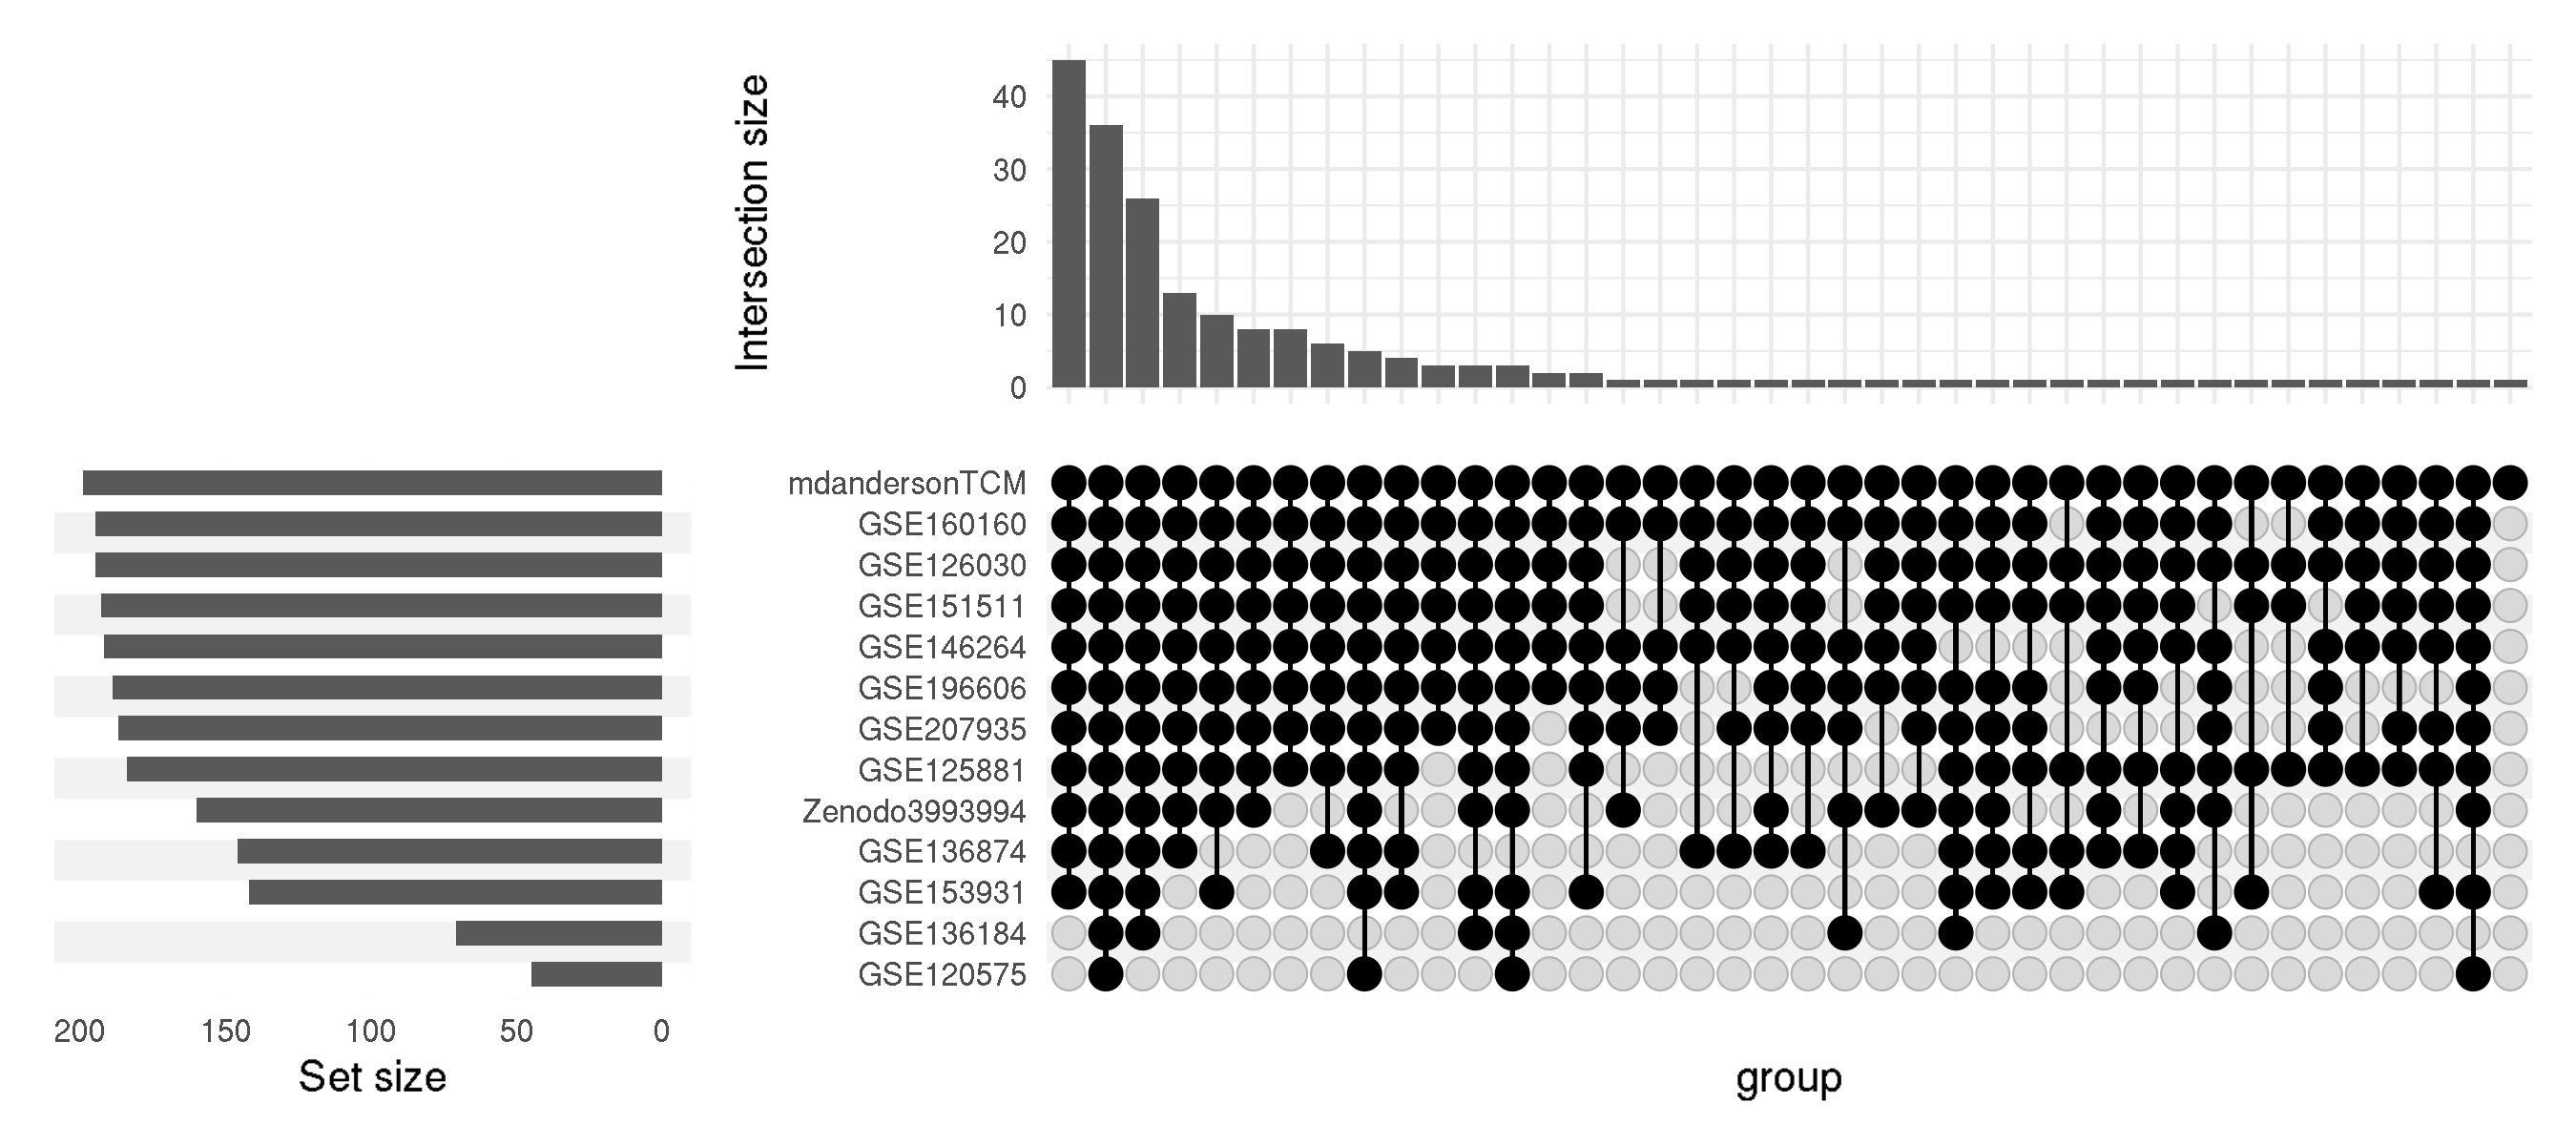 Intersection size
40
30
20
10
0
mdandersonTCM
GSE160160
GSE126030
GSE151511
GSE146264
GSE196606
GSE207935
GSE125881
Zenodo3993994
GSE136874
GSE153931
GSE136184
GSE120575
200 150 100 50 0
Set size
group